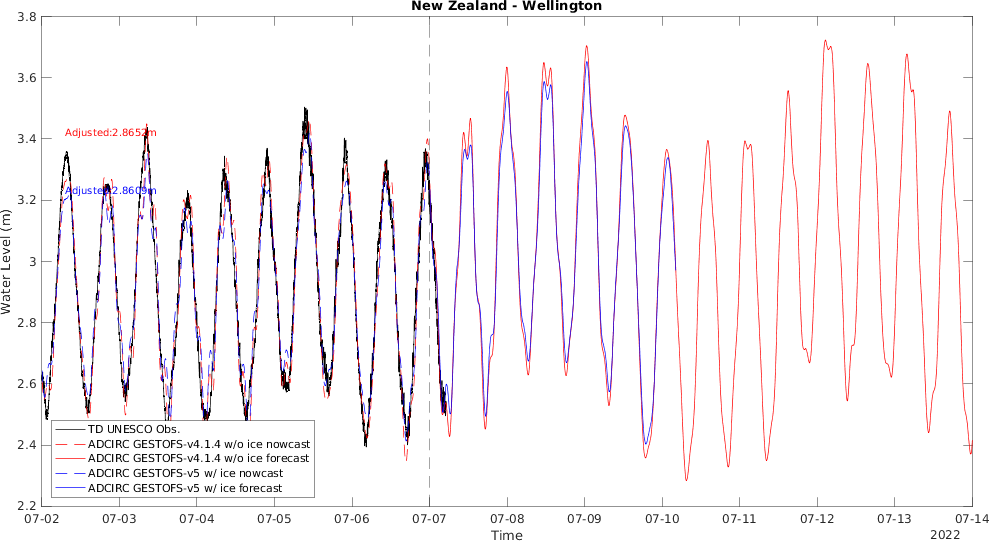 New Zealand - Wellington
3.8
3.6
3.4
3.2
3
2.8
2.6
2.4
2.2
Water Level (m)
Adjusted:2.8652m
Adjusted:2.8609m
TD UNESCO Obs.
ADCIRC GESTOFS-v4.1.4 w/o ice nowcast
ADCIRC GESTOFS-v4.1.4 w/o ice forecast
ADCIRC GESTOFS-v5 w/ ice nowcast
ADCIRC GESTOFS-v5 w/ ice forecast
07-02 07-03 07-04 07-05 07-06 07-07 07-08 07-09 07-10 07-11 07-12 07-13 07-14
Time
2022